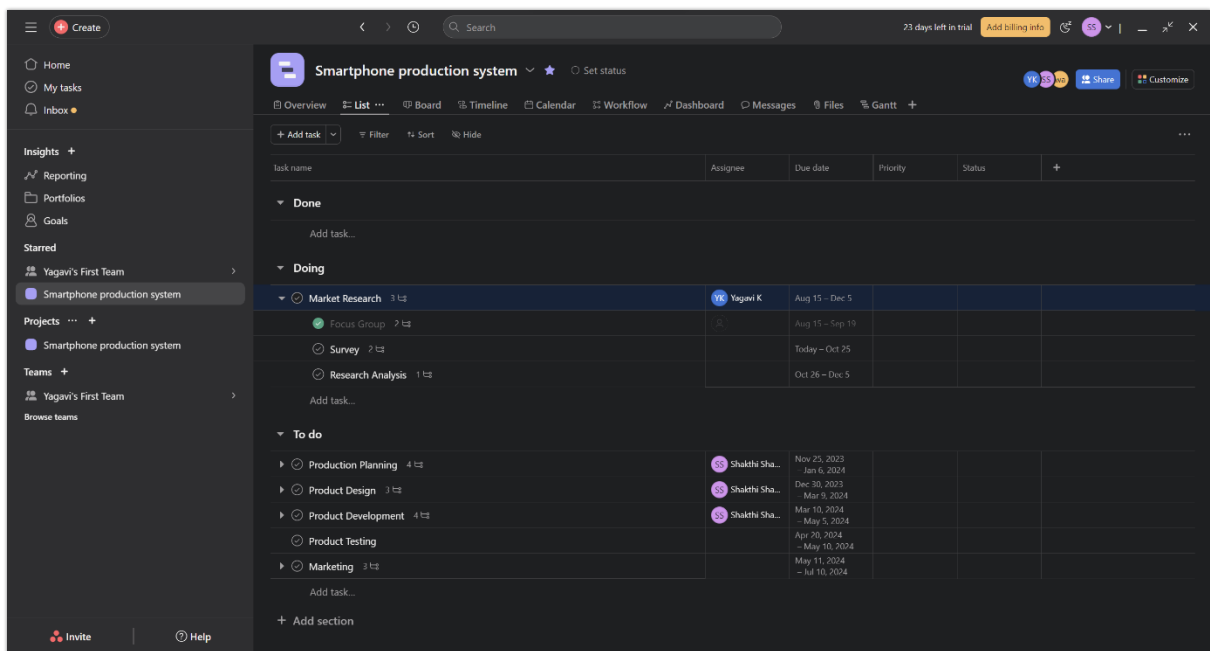 Create
Search
23 days left in trial
Add billing info
SS
Home
My tasks
Inbox
Insights
Reporting
Portfolios
Goals
Starred
Yagavi's First Team
Smartphone production system
Projects
Smartphone production system
Teams
Yagavi's First Team
Browse teams
Invite
Help
Smartphone production system
Set status
YK SS wa
Share
Customize
Overview List Board Timeline Calendar Workflow Dashboard Messages Files Gantt
Add task Filter Sort Hide
Task name Assignee Due date Priority Status
Done
Add task...
Doing
Market Research 3 YK Yagavi K Aug 15 – Dec 5
Focus Group 2 Aug 15 – Sep 19
Survey 2 Today – Oct 25
Research Analysis 1 Oct 26 – Dec 5
Add task...
To do
Production Planning 4 SS Shakthi Sha... Nov 25, 2023
– Jan 6, 2024
Product Design 3 SS Shakthi Sha... Dec 30, 2023
– Mar 9, 2024
Product Development 4 SS Shakthi Sha... Mar 10, 2024
– May 5, 2024
Product Testing Apr 20, 2024
– May 10, 2024
Marketing 3 May 11, 2024
– Jul 10, 2024
Add task...
Add section